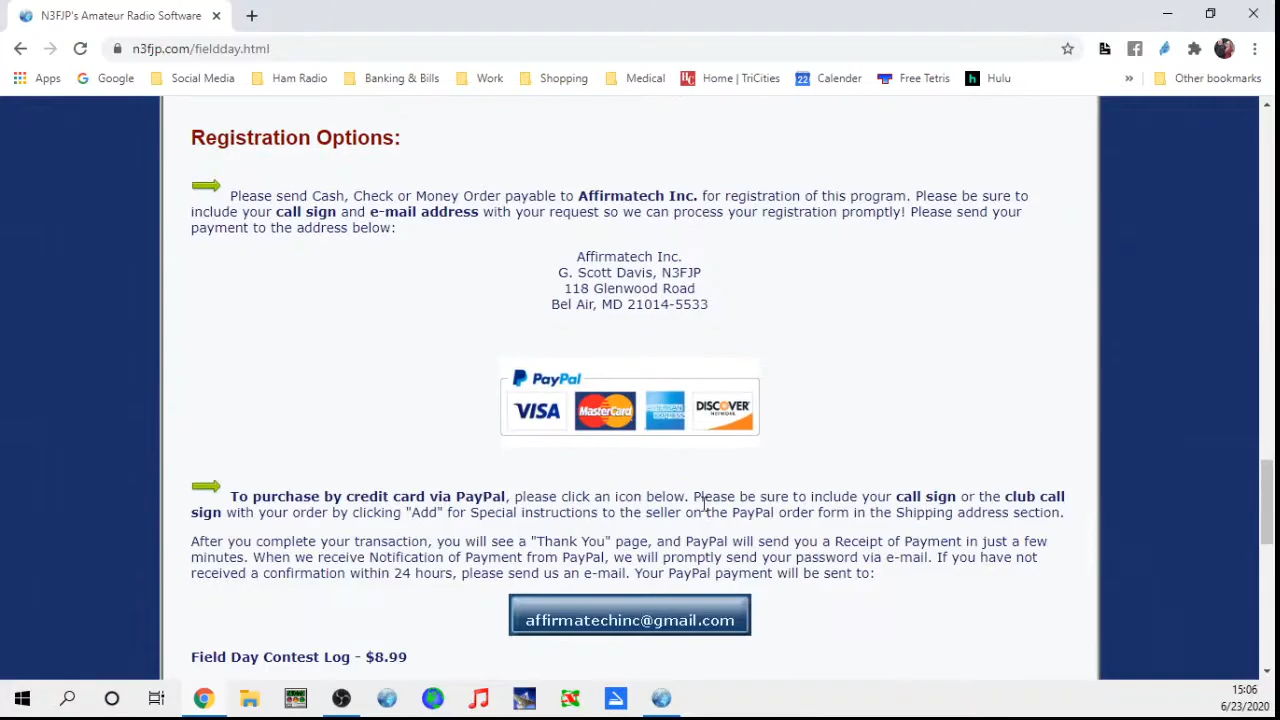 N3FJP's Amateur Radio Software
n3fjp.com/fieldday.html
Apps Google Social Media Ham Radio Banking & Bills Work Shopping Medical HC Home | TriCities 22 Calender Free Tetris h Hulu » Other bookmarks
Registration Options:
Please send Cash, Check or Money Order payable to Affirmatech Inc. for registration of this program. Please be sure to
include your call sign and e-mail address with your request so we can process your registration promptly! Please send your
payment to the address below:
Affirmatech Inc.
G. Scott Davis, N3FJP
118 Glenwood Road
Bel Air, MD 21014-5533
PayPal
VISA MasterCard AMERICAN EXPRESS DISCOVER NETWORK
To purchase by credit card via PayPal, please click an icon below. Please be sure to include your call sign or the club call
sign with your order by clicking "Add" for Special instructions to the seller on the PayPal order form in the Shipping address section.
After you complete your transaction, you will see a "Thank You" page, and PayPal will send you a Receipt of Payment in just a few
minutes. When we receive Notification of Payment from PayPal, we will promptly send your password via e-mail. If you have not
received a confirmation within 24 hours, please send us an e-mail. Your PayPal payment will be sent to:
affirmatechinc@gmail.com
Field Day Contest Log - $8.99
15:06
6/23/2020